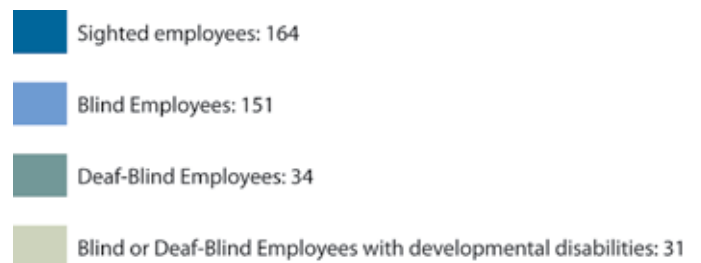 Sighted employees: 164
Blind Employees: 151
Deaf-Blind Employees: 34
Blind or Deaf-Blind Employees with developmental disabilities: 31